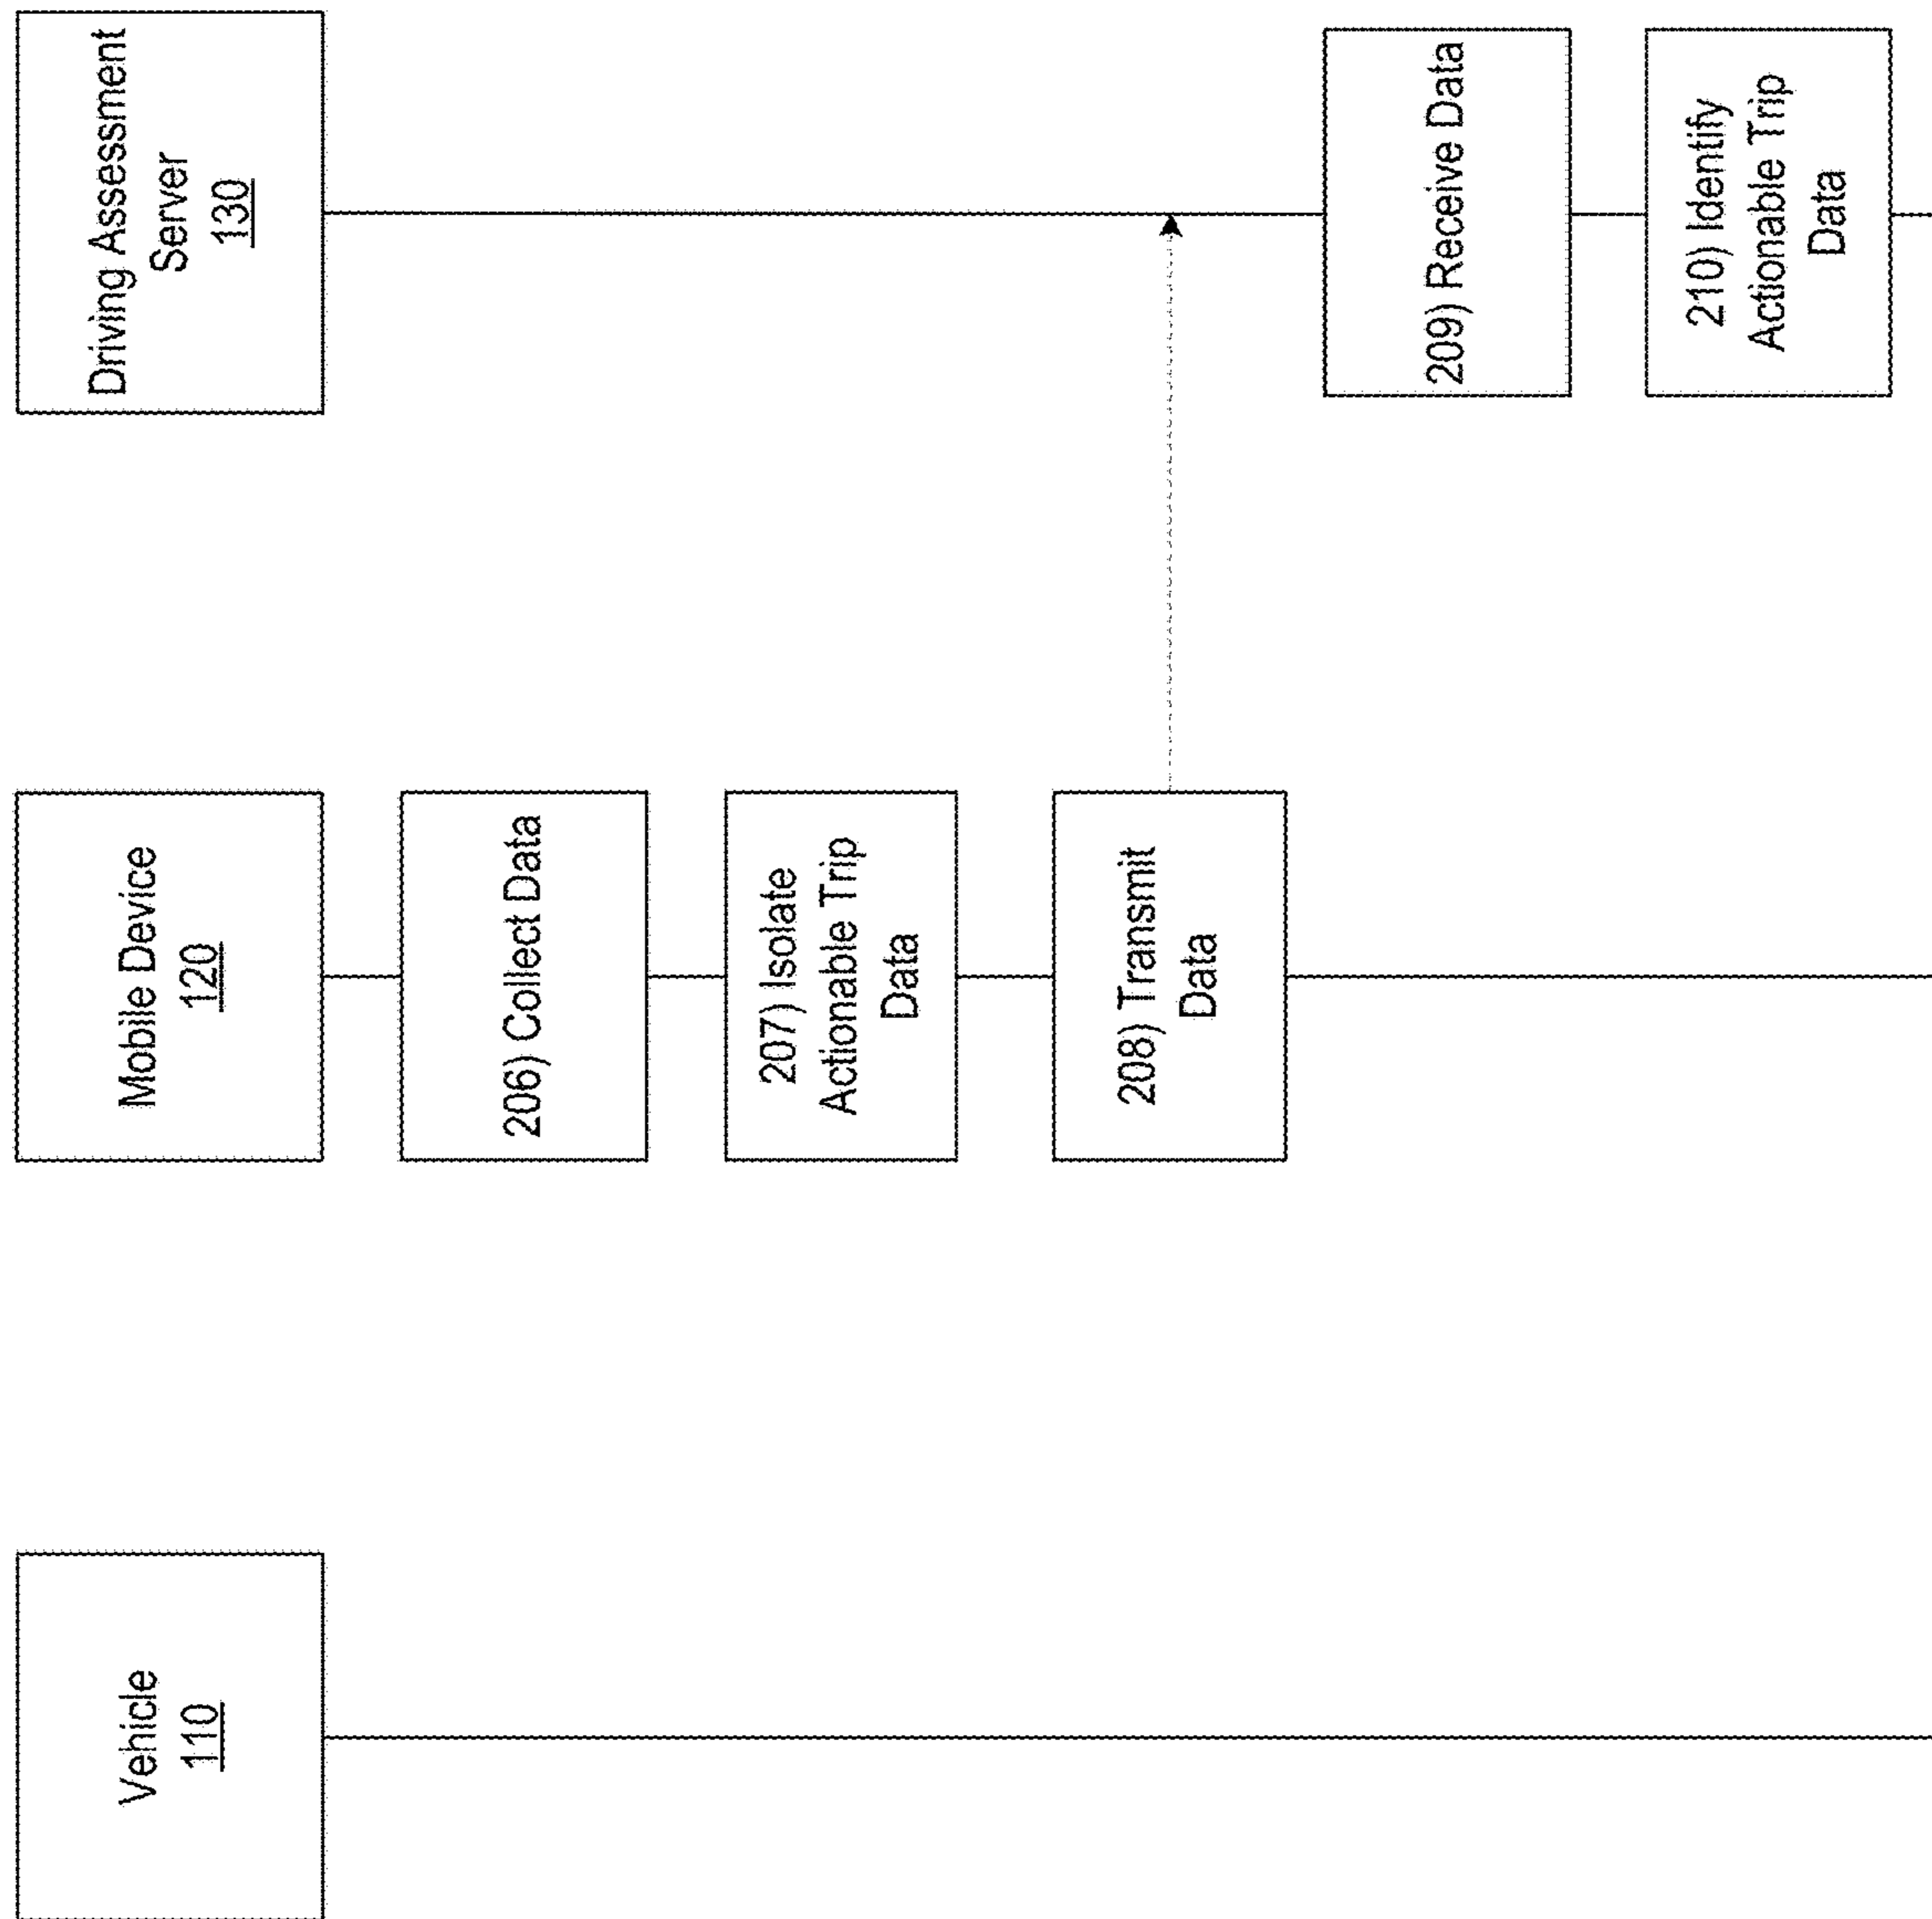 Vehicle
110
Mobile Device
120
Driving Assessment
Server
130
206) Collect Data
207) Isolate
Actionable Trip
Data
208) Transmit
Data
209) Receive Data
210) Identify
Actionable Trip
Data